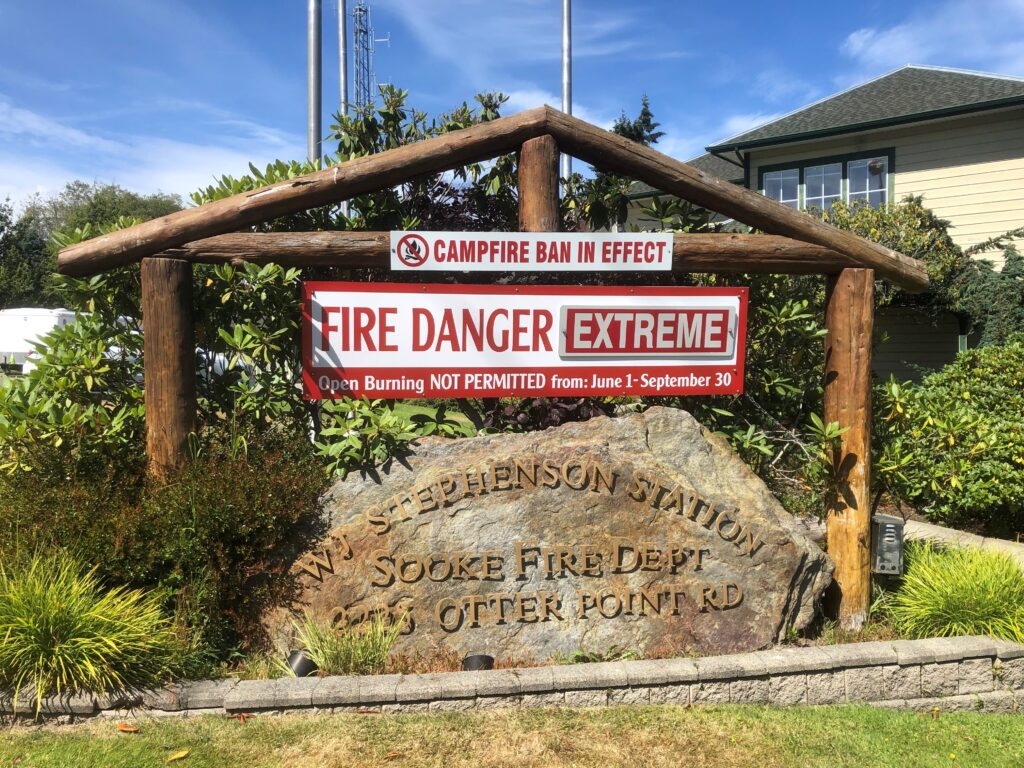 CAMPFIRE BAN IN EFFECT
FIRE DANGER EXTREME
Open Burning NOT PERMITTED from: June 1-September 30
WJ STEPHENSON STATION
SOOKE FIRE DEPT
OTTER POINT RD